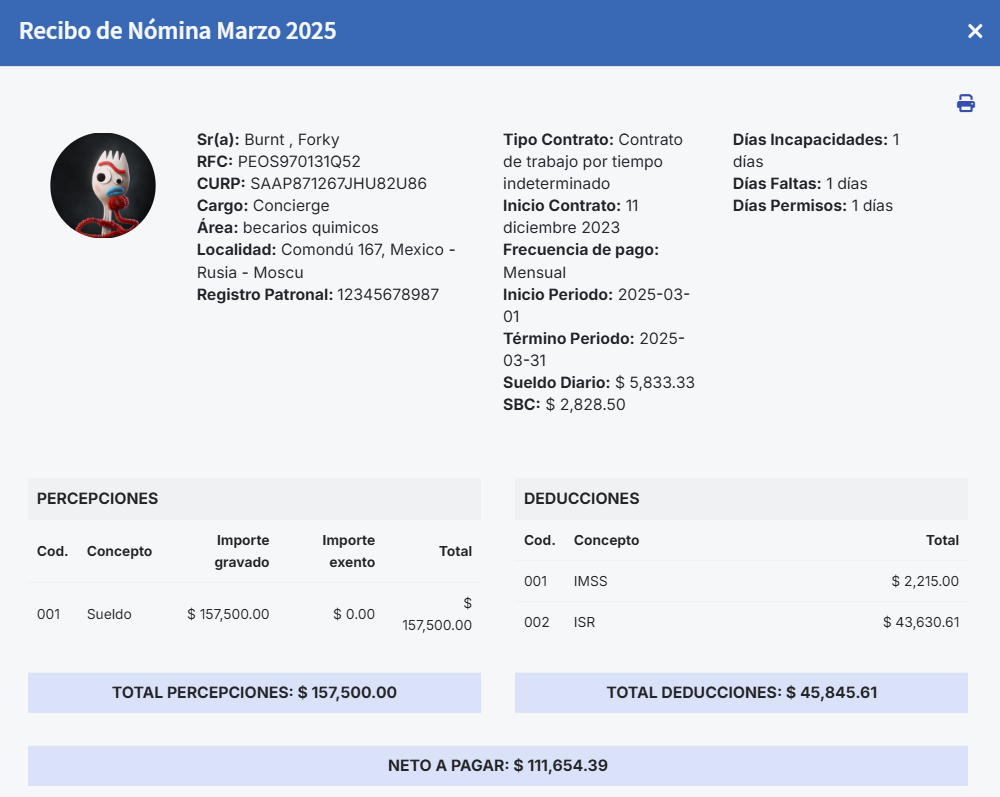 Recibo de Nómina Marzo 2025
Sr(a): Burnt , Forky
RFC: PEOS970131Q52
CURP: SAAP871267JHU82U86
Cargo: Concierge
Área: becarios quimicos
Localidad: Comondú 167, Mexico -
Rusia - Moscu
Registro Patronal: 12345678987
Tipo Contrato: Contrato
de trabajo por tiempo
indeterminado
Inicio Contrato: 11
diciembre 2023
Frecuencia de pago:
Mensual
Inicio Periodo: 2025-03-
01
Término Periodo: 2025-
03-31
Sueldo Diario: $ 5,833.33
SBC: $ 2,828.50
Días Incapacidades: 1
días
Días Faltas: 1 días
Días Permisos: 1 días
PERCEPCIONES
Cod. Concepto Importe gravado Importe exento Total
001 Sueldo $ 157,500.00 $ 0.00 $ 157,500.00
TOTAL PERCEPCIONES: $ 157,500.00
DEDUCCIONES
Cod. Concepto Total
001 IMSS $ 2,215.00
002 ISR $ 43,630.61
TOTAL DEDUCCIONES: $ 45,845.61
NETO A PAGAR: $ 111,654.39